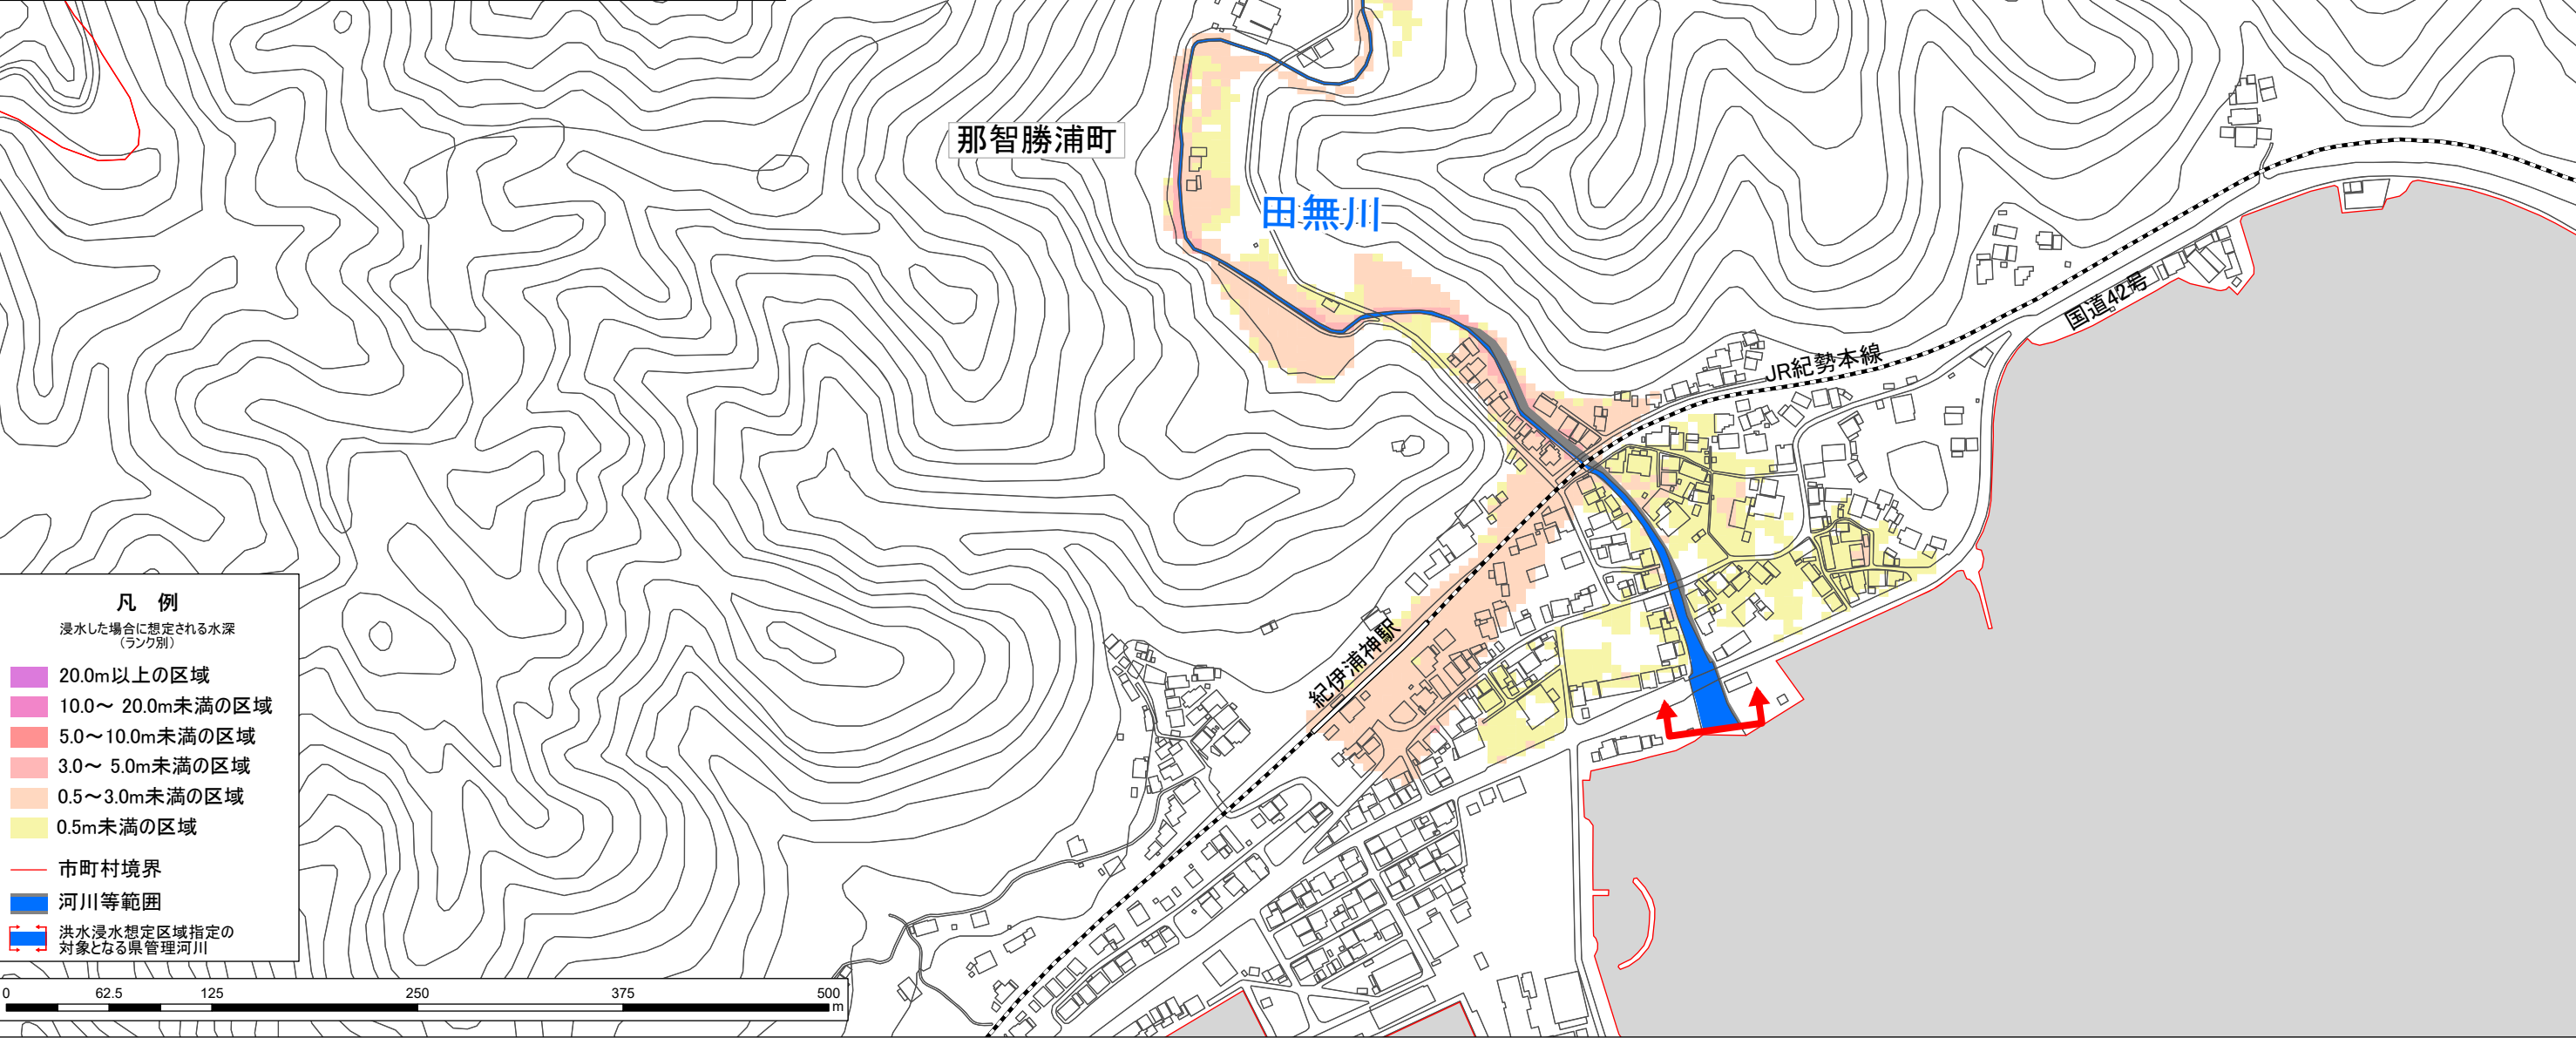 那智勝浦町
田無川
国道42号
JR紀勢本線
紀伊浦神駅
凡 例
浸水した場合に想定される水深
(ランク別)
20.0m以上の区域
10.0～ 20.0m未満の区域
5.0～10.0m未満の区域
3.0～ 5.0m未満の区域
0.5～3.0m未満の区域
0.5m未満の区域
市町村境界
河川等範囲
洪水浸水想定区域指定の
対象となる県管理河川
0 62.5 125 250 375 500
m